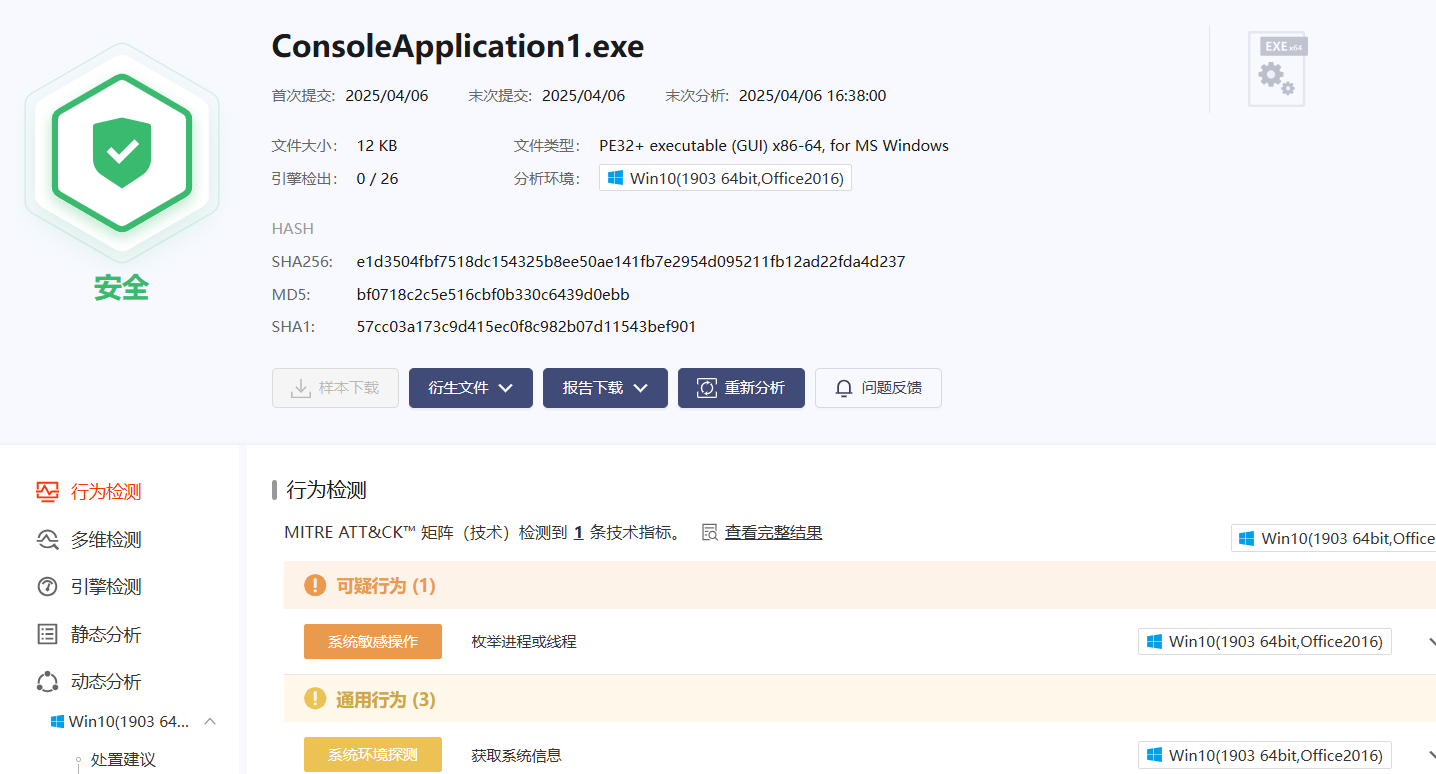 ConsoleApplication1.exe
EXE x64
首次提交: 2025/04/06 末次提交: 2025/04/06 末次分析: 2025/04/06 16:38:00
文件大小: 12 KB 文件类型: PE32+ executable (GUI) x86-64, for MS Windows
引擎检出: 0 / 26 分析环境: Win10(1903 64bit,Office2016)
HASH
SHA256: e1d3504fbf7518dc154325b8ee50ae141fb7e2954d095211fb12ad22fda4d237
安全
MD5: bf0718c2c5e516cbf0b330c6439d0ebb
SHA1: 57cc03a173c9d415ec0f8c982b07d11543bef901
样本下载 衍生文件 报告下载 重新分析 问题反馈
行为检测
多维检测
引擎检测
静态分析
动态分析
Win10(1903 64...
处置建议
行为检测
MITRE ATT&CK™ 矩阵（技术）检测到 1 条技术指标。 查看完整结果
Win10(1903 64bit,Office
可疑行为 (1)
系统敏感操作 枚举进程或线程 Win10(1903 64bit,Office2016)
通用行为 (3)
系统环境探测 获取系统信息 Win10(1903 64bit,Office2016)